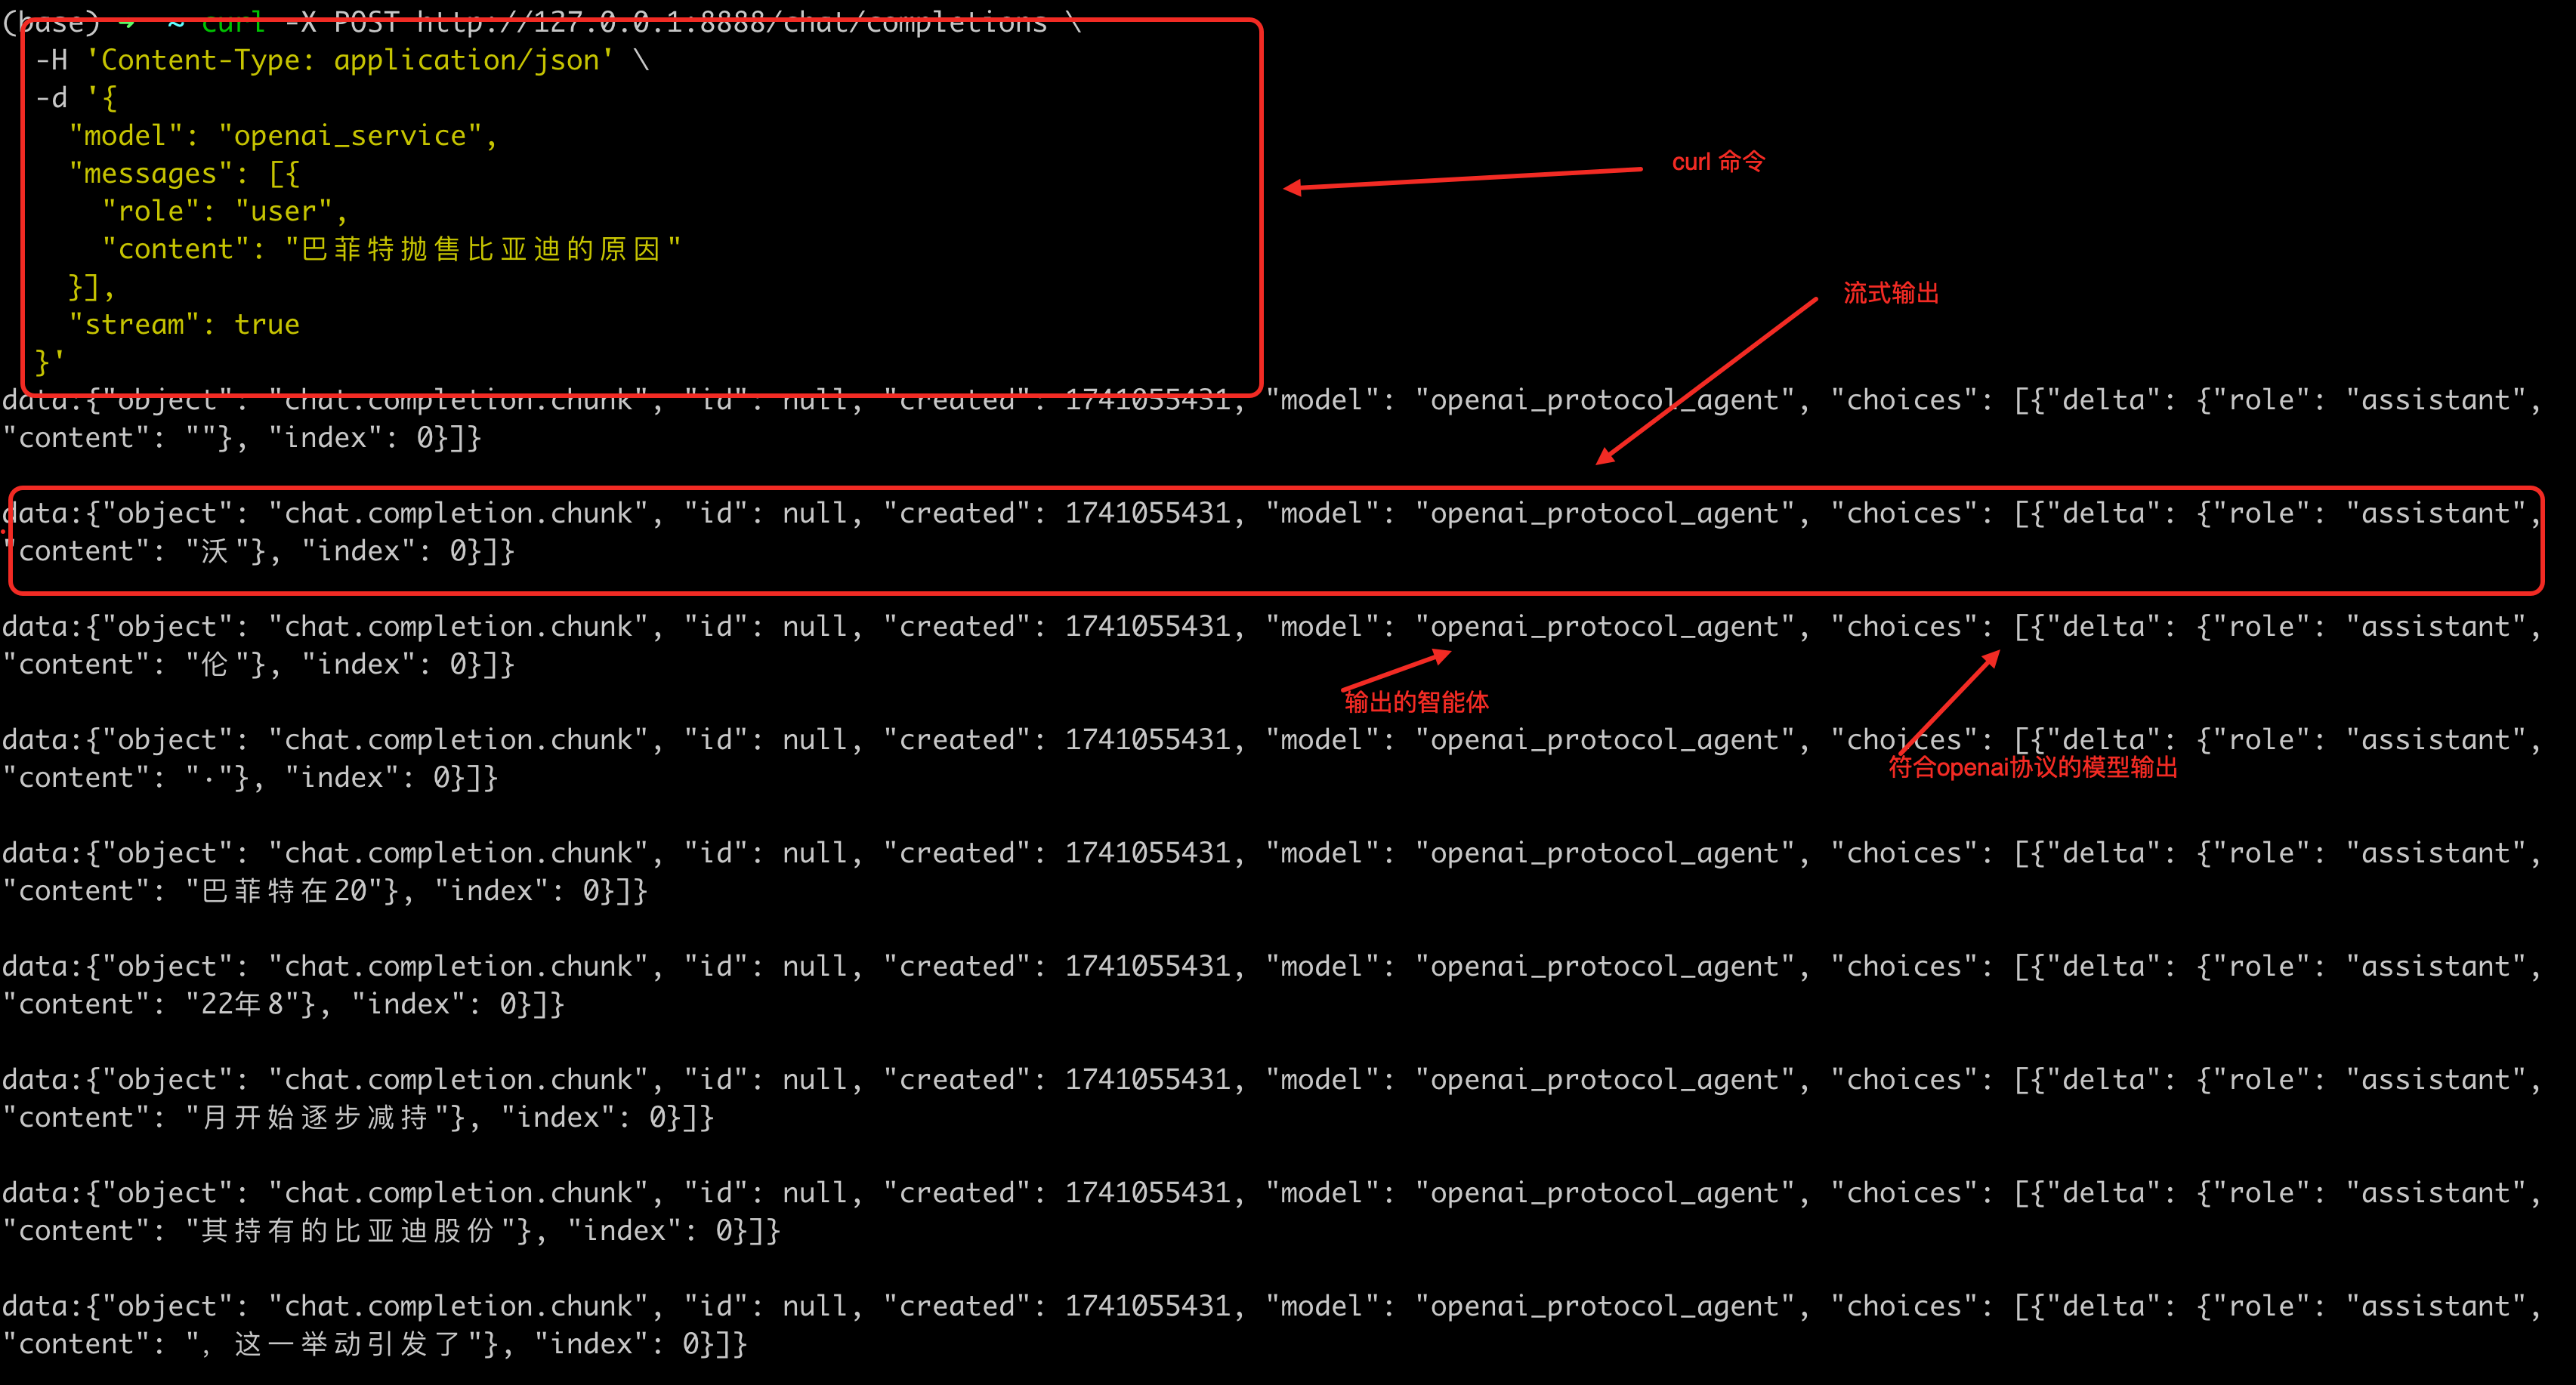 (base) ➜  ~ curl -X POST http://127.0.0.1:8888/chat/completions \
-H 'Content-Type: application/json' \
-d '{
"model": "openai_service",
curl 命令
"messages": [{
"role": "user",
"content": "巴菲特抛售比亚迪的原因"
}],
流式输出
"stream": true
}'
data:{"object": "chat.completion.chunk", "id": null, "created": 1741055431, "model": "openai_protocol_agent", "choices": [{"delta": {"role": "assistant",
"content": ""}, "index": 0}]}
data:{"object": "chat.completion.chunk", "id": null, "created": 1741055431, "model": "openai_protocol_agent", "choices": [{"delta": {"role": "assistant",
"content": "沃"}, "index": 0}]}
data:{"object": "chat.completion.chunk", "id": null, "created": 1741055431, "model": "openai_protocol_agent", "choices": [{"delta": {"role": "assistant",
"content": "伦"}, "index": 0}]}
输出的智能体
data:{"object": "chat.completion.chunk", "id": null, "created": 1741055431, "model": "openai_protocol_agent", "choices": [{"delta": {"role": "assistant",
符合openai协议的模型输出
"content": "·"}, "index": 0}]}
data:{"object": "chat.completion.chunk", "id": null, "created": 1741055431, "model": "openai_protocol_agent", "choices": [{"delta": {"role": "assistant",
"content": "巴菲特在20"}, "index": 0}]}
data:{"object": "chat.completion.chunk", "id": null, "created": 1741055431, "model": "openai_protocol_agent", "choices": [{"delta": {"role": "assistant",
"content": "22年8"}, "index": 0}]}
data:{"object": "chat.completion.chunk", "id": null, "created": 1741055431, "model": "openai_protocol_agent", "choices": [{"delta": {"role": "assistant",
"content": "月开始逐步减持"}, "index": 0}]}
data:{"object": "chat.completion.chunk", "id": null, "created": 1741055431, "model": "openai_protocol_agent", "choices": [{"delta": {"role": "assistant",
"content": "其持有的比亚迪股份"}, "index": 0}]}
data:{"object": "chat.completion.chunk", "id": null, "created": 1741055431, "model": "openai_protocol_agent", "choices": [{"delta": {"role": "assistant",
"content": "，这一举动引发了"}, "index": 0}]}